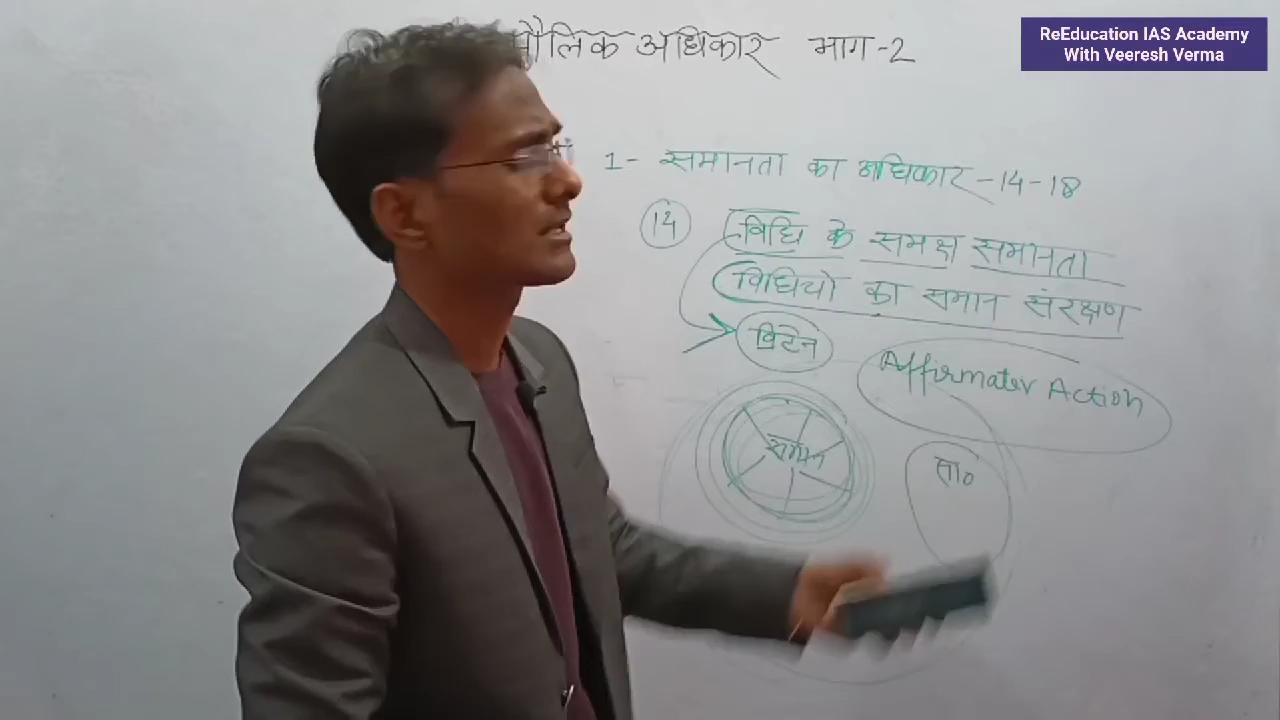 मौलिक अधिकार भाग-2
ReEducation IAS Academy
With Veeresh Verma
1- समानता का अधिकार-14-18
14 विधि के समक्ष समानता
विधियों का समान संरक्षण
ब्रिटेन
Affirmater Action
समान
सा०